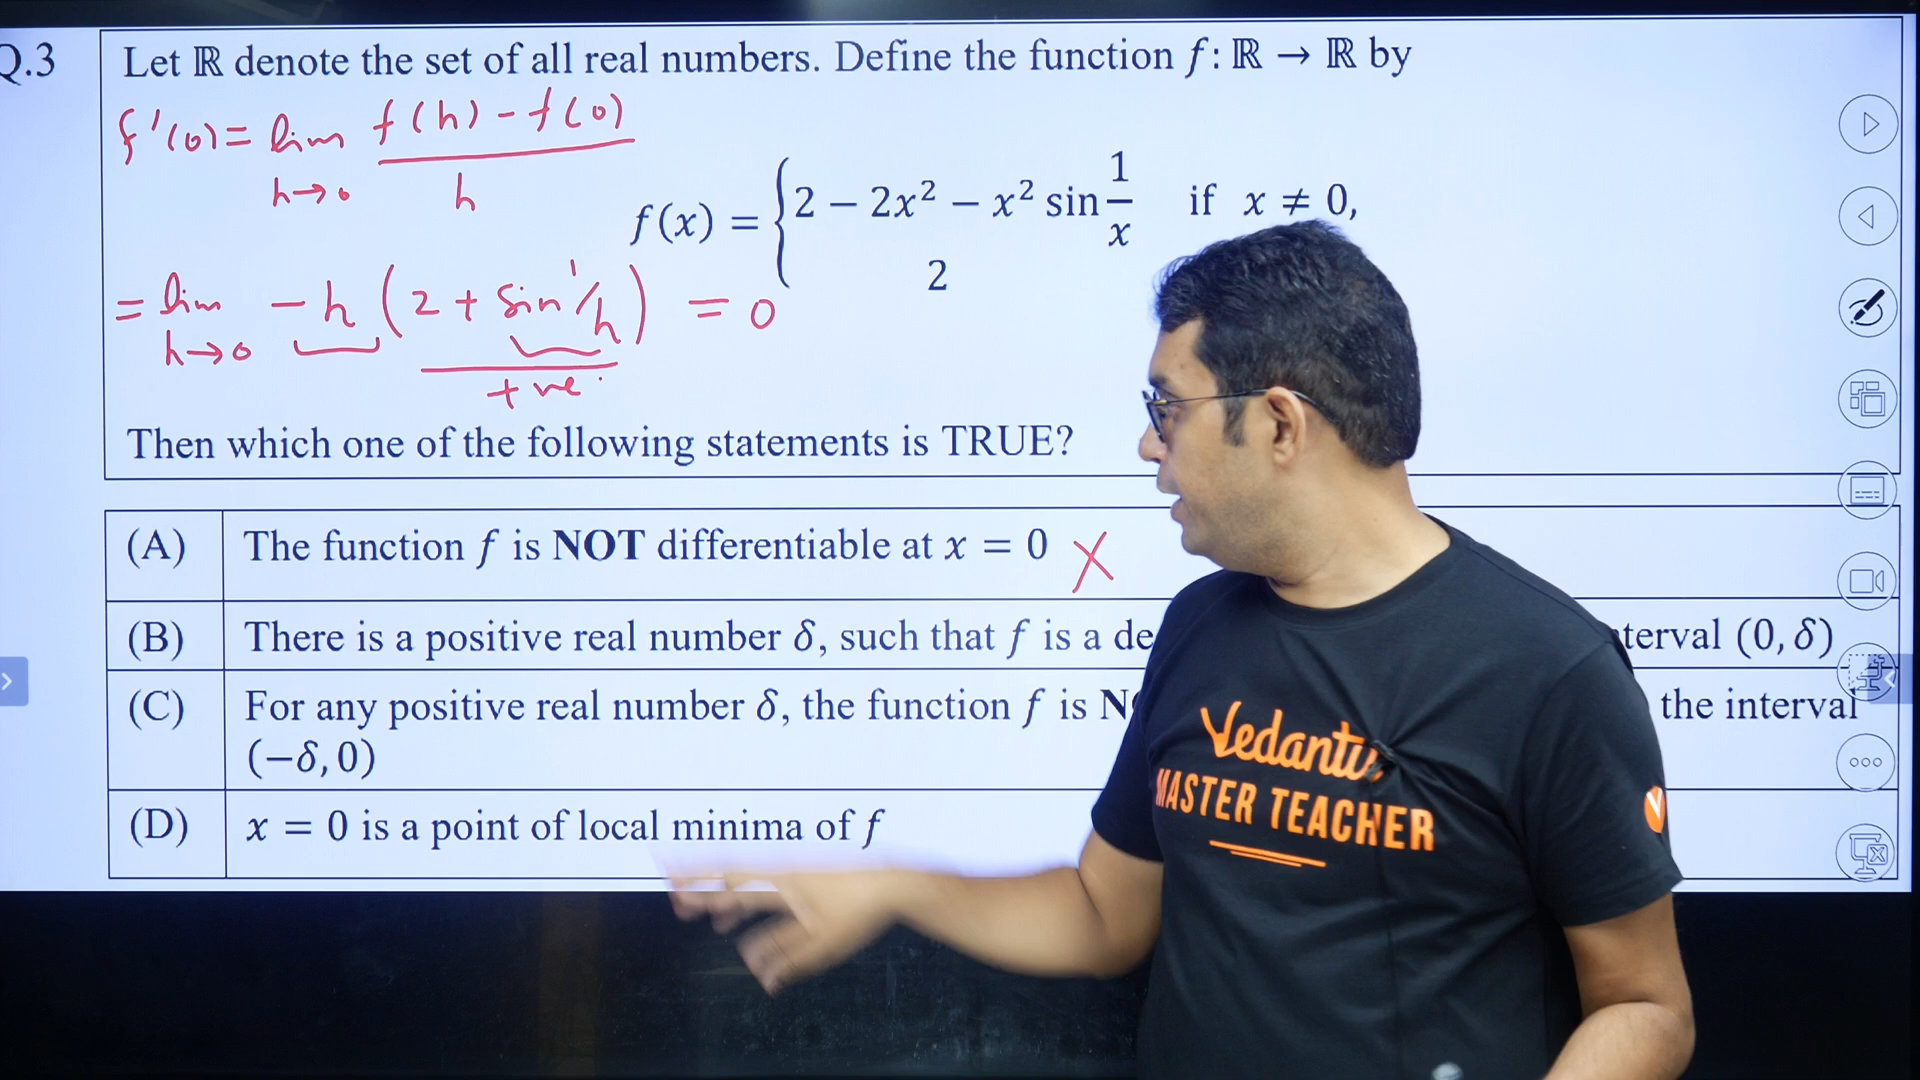 Q.3
Let ℝ denote the set of all real numbers. Define the function f: ℝ → ℝ by
f'(0) = lim h→0 f(h) - f(0) / h
f(x) = { 2 − 2x² − x² sin 1/x if x ≠ 0,
2
= lim h→0 -h (2 + sin 1/h) = 0
+ve
Then which one of the following statements is TRUE?
(A) The function f is NOT differentiable at x = 0 X
(B) There is a positive real number δ, such that f is a terval (0, δ)
(C) For any positive real number δ, the function f is the interval
(−δ, 0)
(D) x = 0 is a point of local minima of f
Vedantu
MASTER TEACHER
V